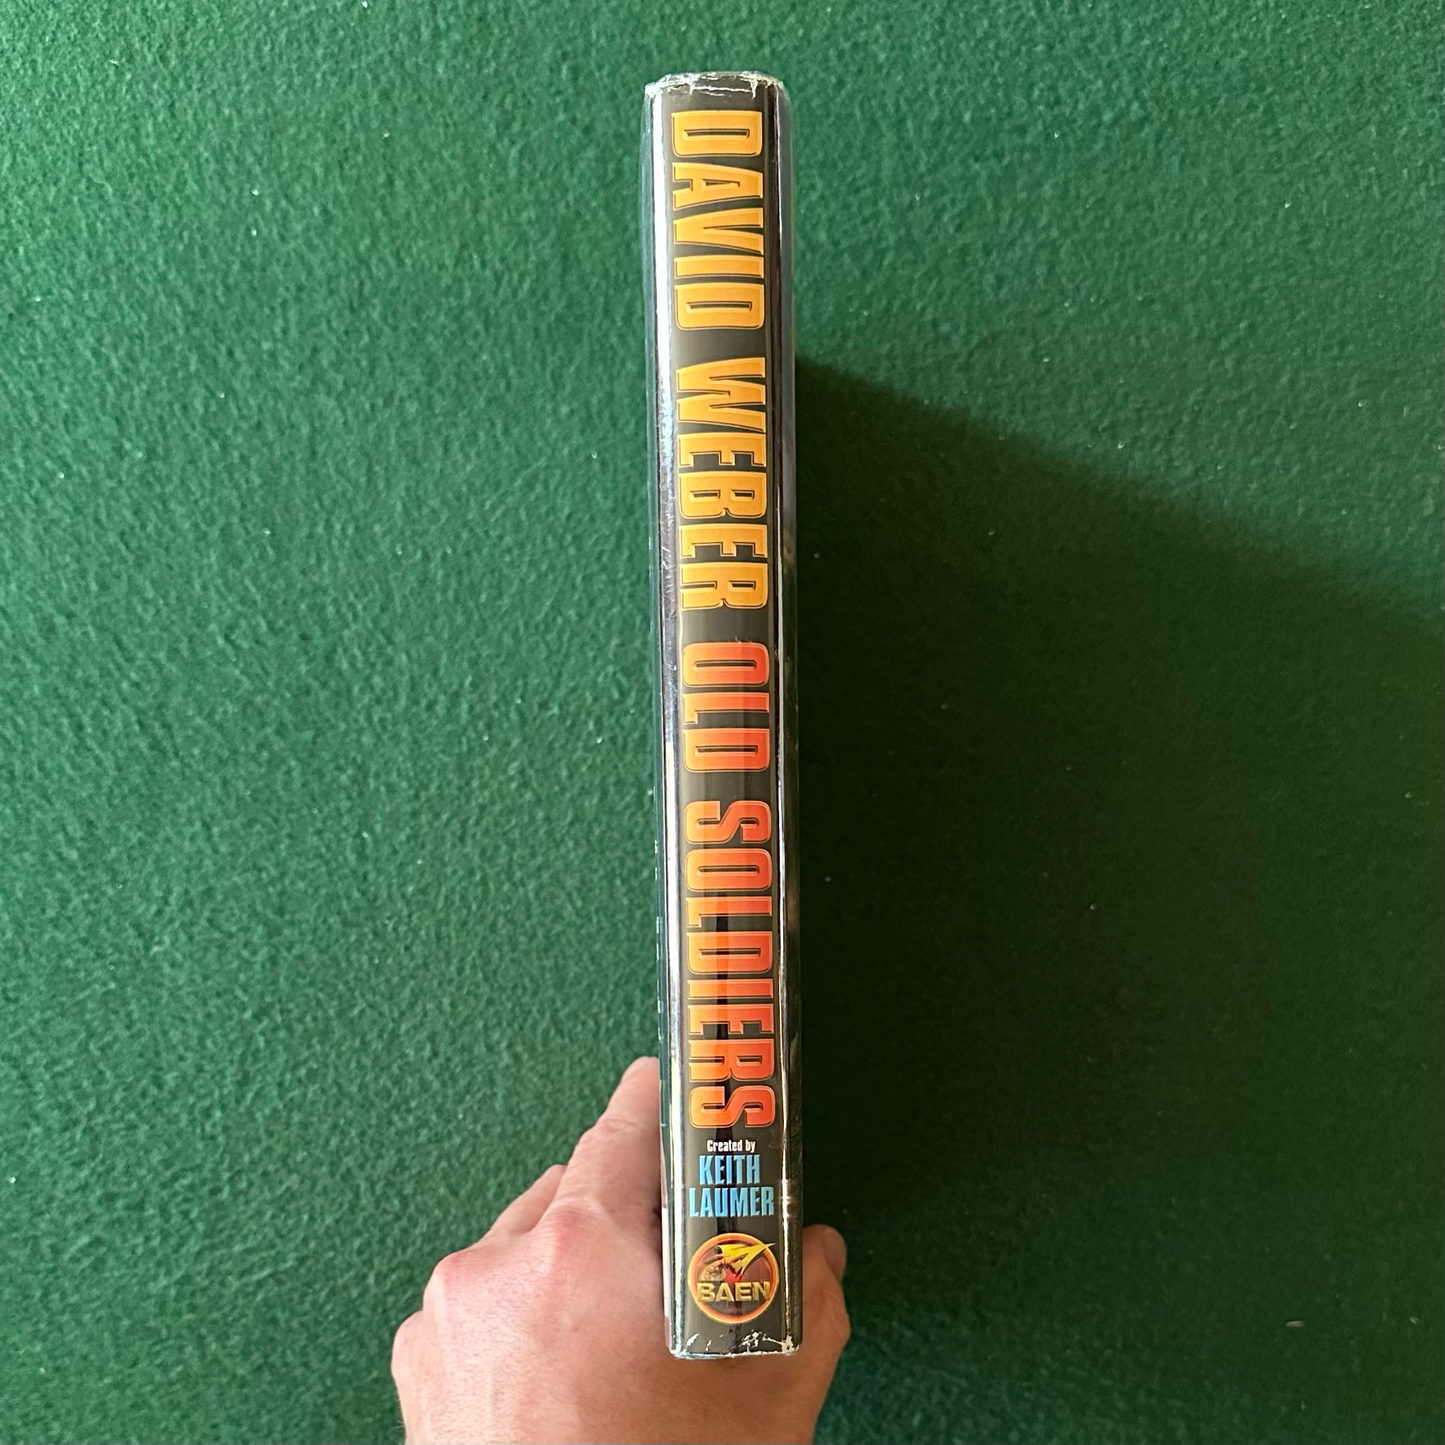 DAVID WEBER OLD SOLDIERS
Created by
KEITH
LAUMER
BAEN